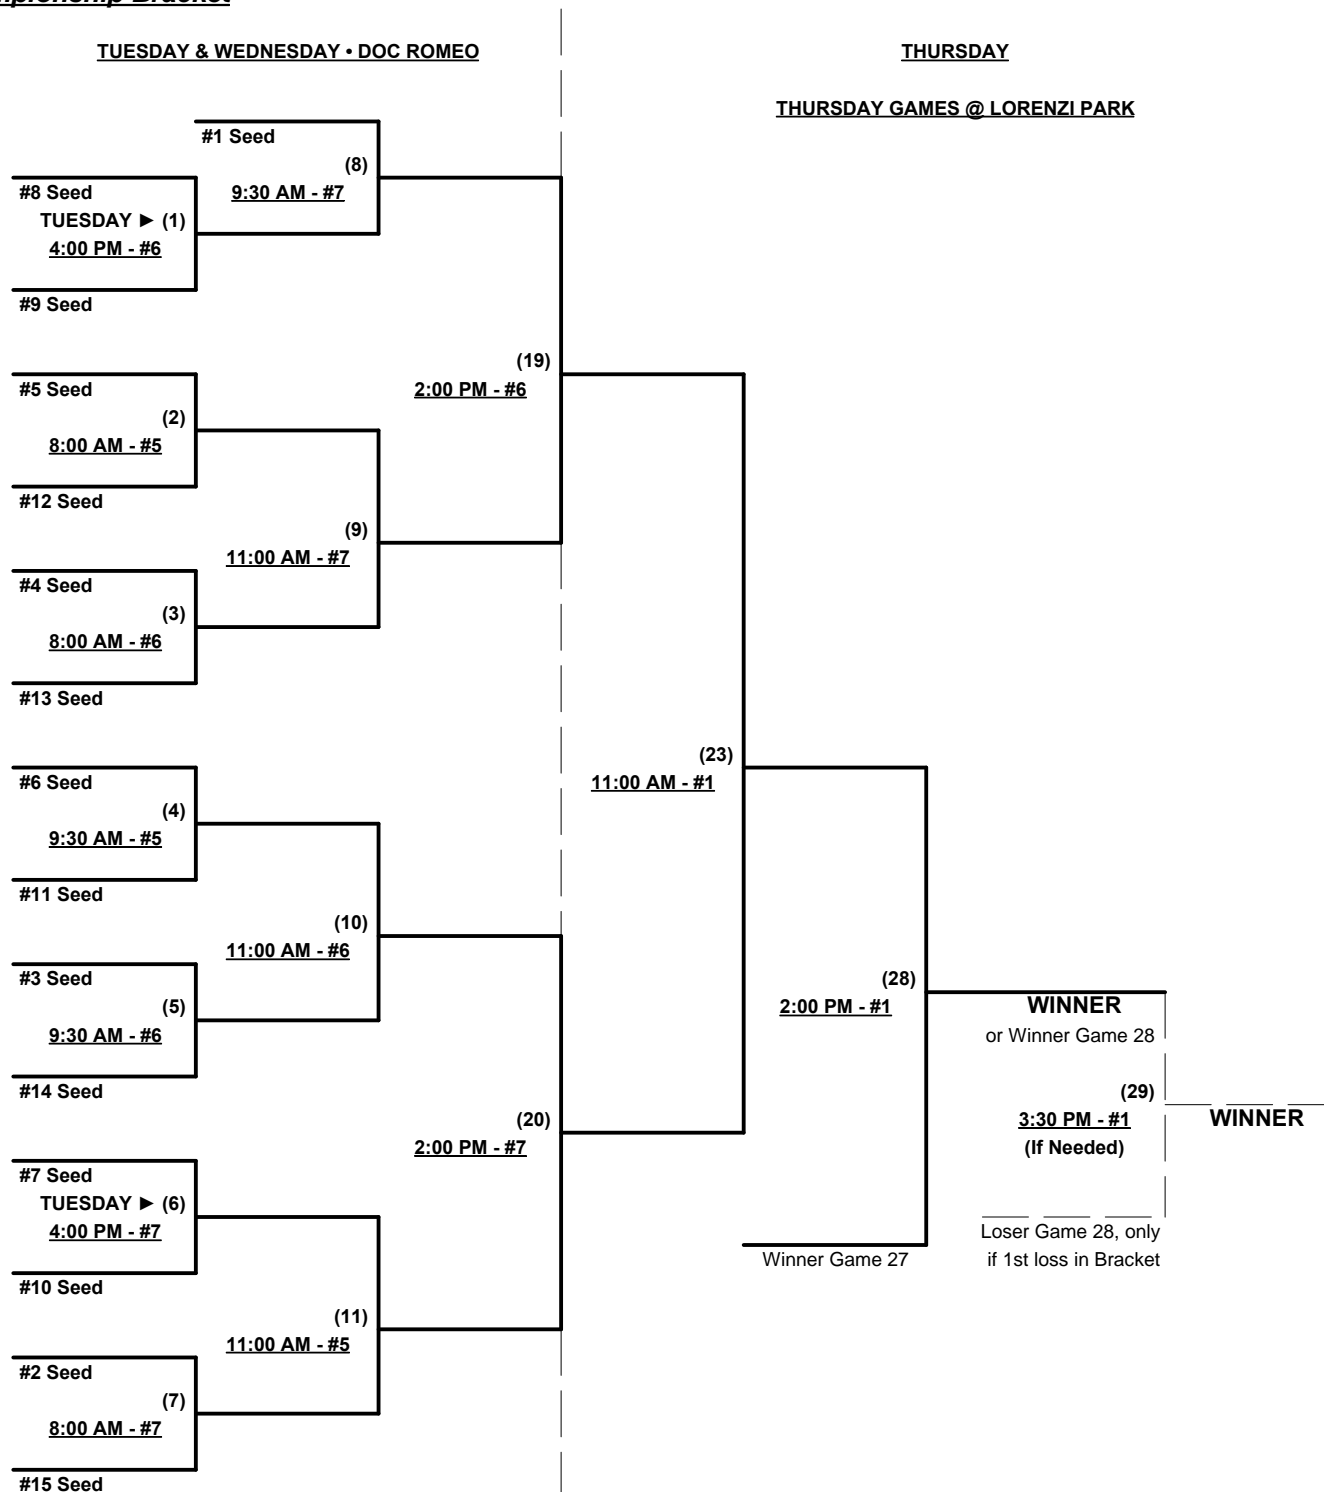 TUESDAY & WEDNESDAY • DOC ROMEO
THURSDAY
THURSDAY GAMES @ LORENZI PARK
#1 Seed
(8)
9:30 AM - #7
#8 Seed
TUESDAY ► (1)
4:00 PM - #6
#9 Seed
(19)
2:00 PM - #6
#5 Seed
(2)
8:00 AM - #5
#12 Seed
(9)
11:00 AM - #7
#4 Seed
(3)
8:00 AM - #6
#13 Seed
(23)
11:00 AM - #1
#6 Seed
(4)
9:30 AM - #5
#11 Seed
(10)
11:00 AM - #6
#3 Seed
(5)
9:30 AM - #6
#14 Seed
(28)
2:00 PM - #1
WINNER
or Winner Game 28
(29)
3:30 PM - #1
(If Needed)
WINNER
Loser Game 28, only
if 1st loss in Bracket
(20)
2:00 PM - #7
#7 Seed
TUESDAY ► (6)
4:00 PM - #7
#10 Seed
Winner Game 27
(11)
11:00 AM - #5
#2 Seed
(7)
8:00 AM - #7
#15 Seed